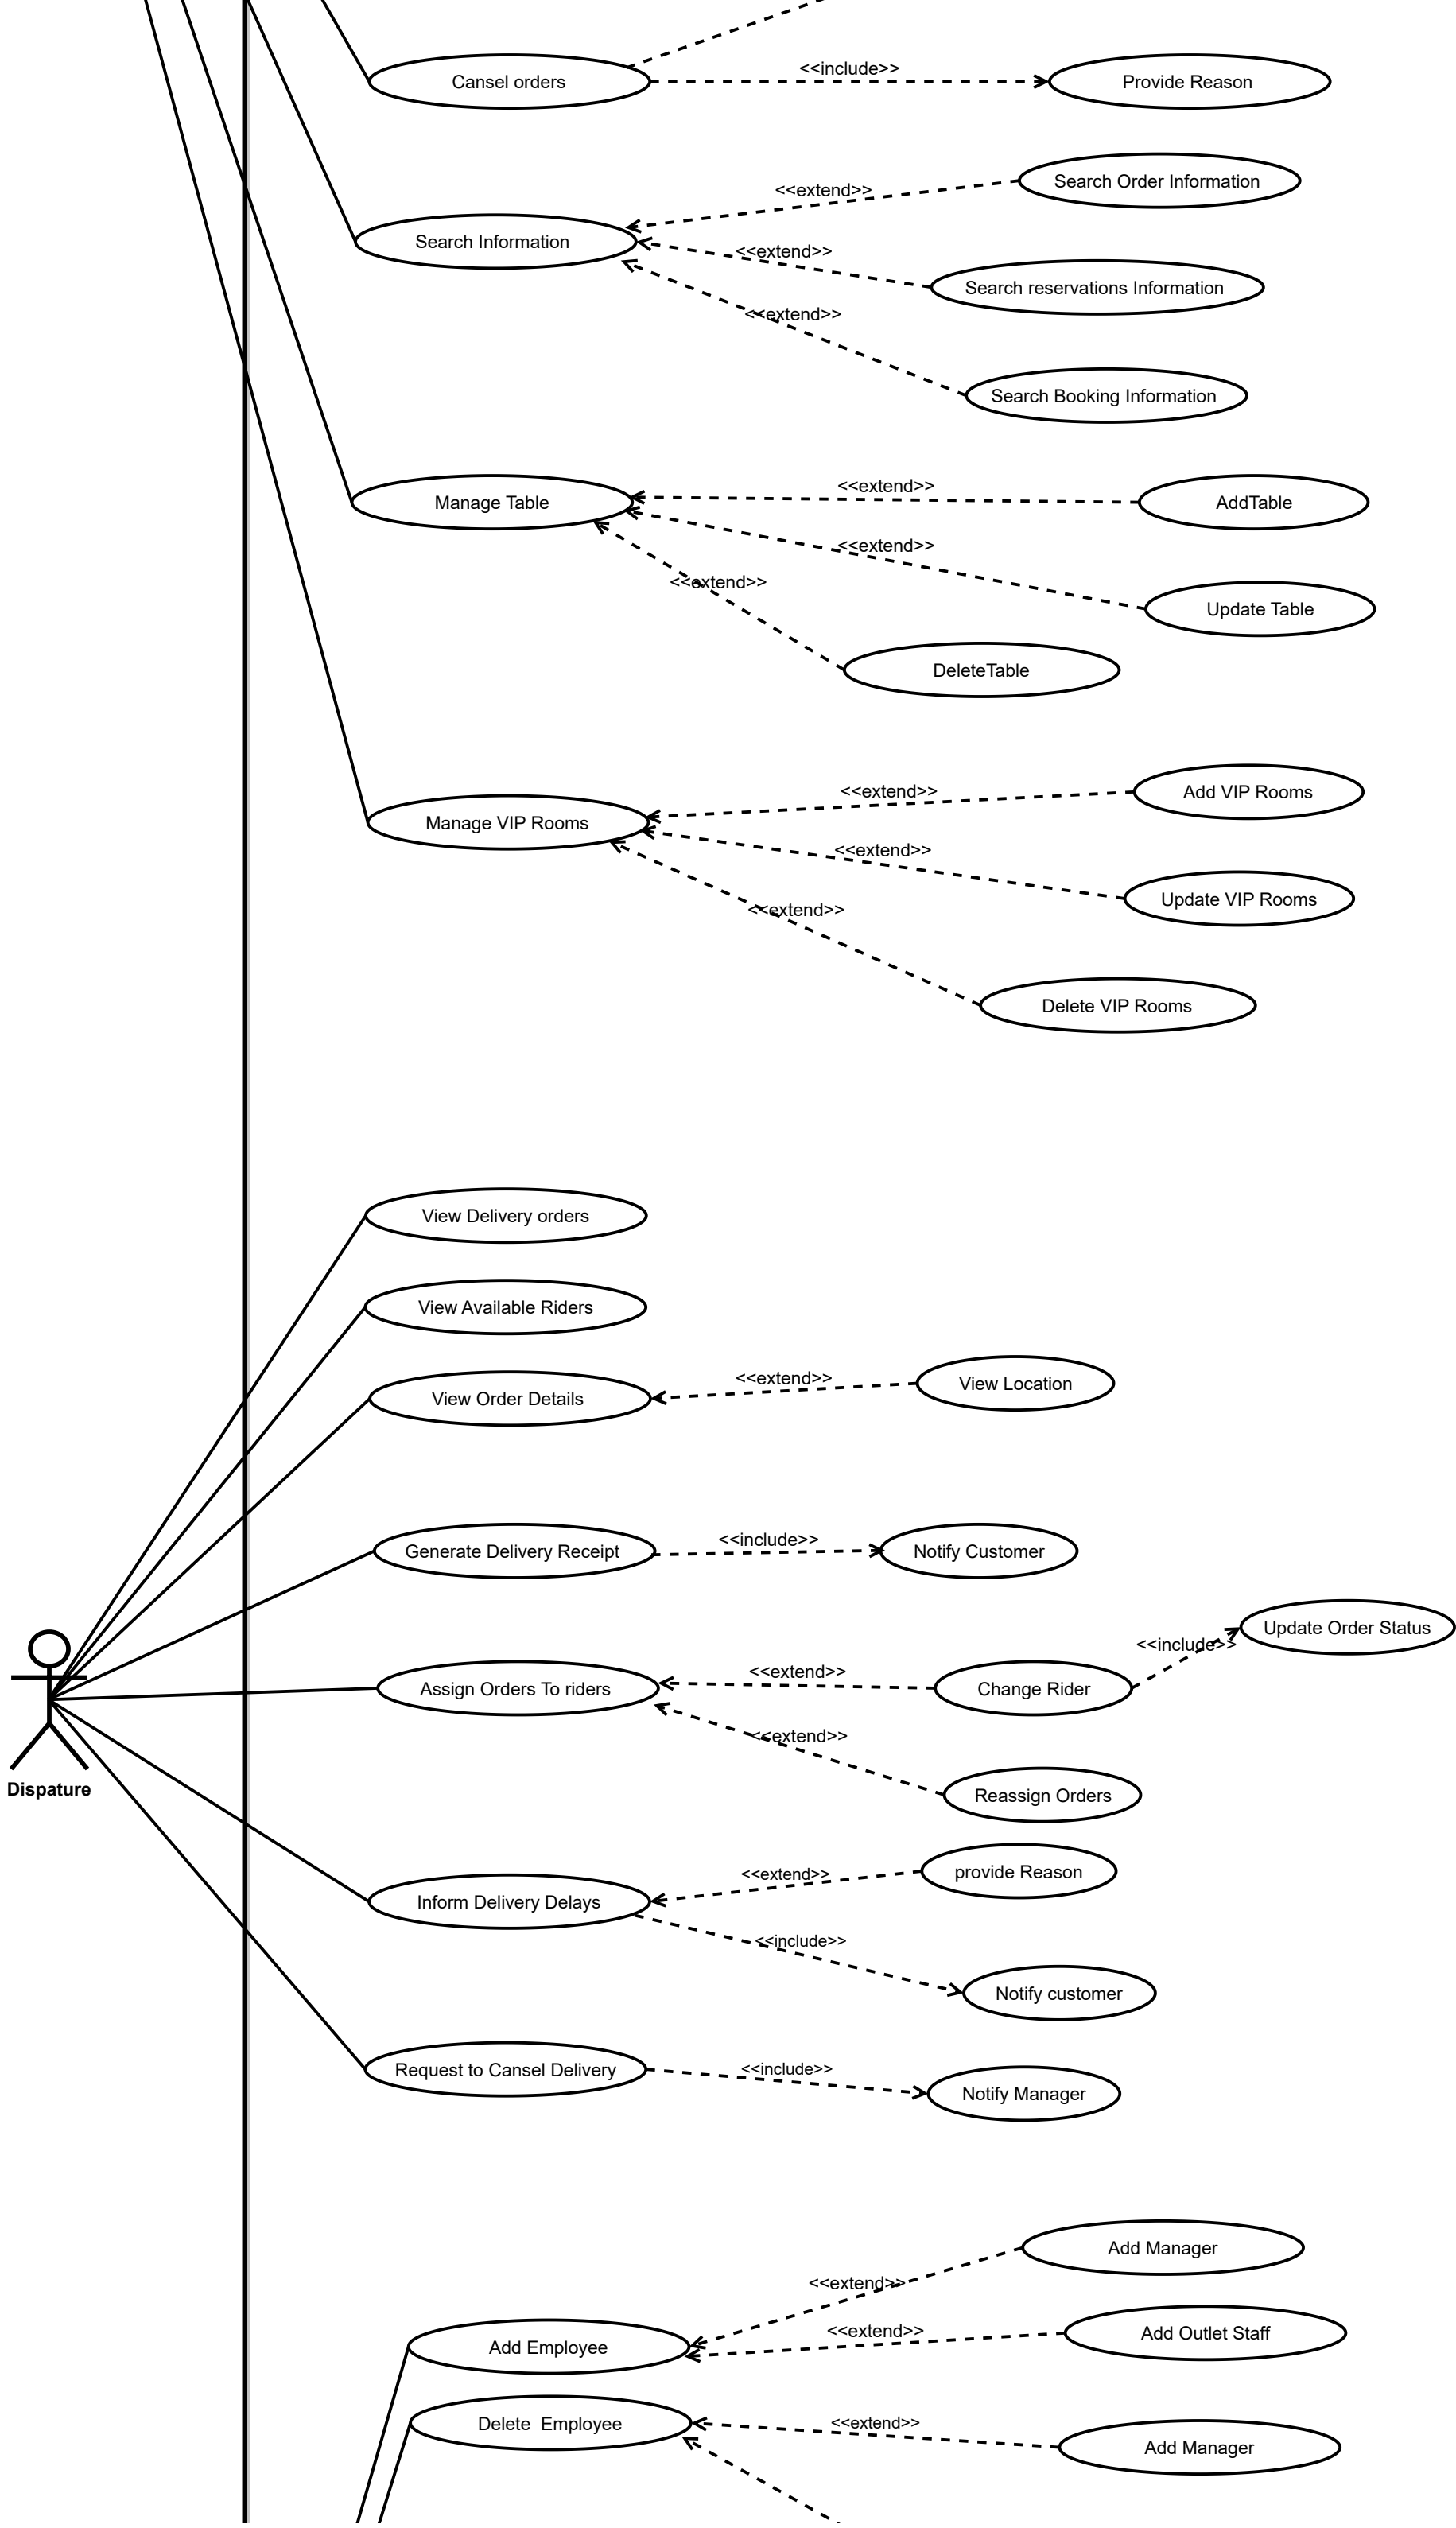 <<include>>
Cansel orders
Provide Reason
<<extend>>
Search Order Information
Search Information
<<extend>>
Search reservations Information
<<extend>>
Search Booking Information
<<extend>>
Manage Table
AddTable
<<extend>>
<<extend>>
Update Table
DeleteTable
<<extend>>
Add VIP Rooms
Manage VIP Rooms
<<extend>>
Update VIP Rooms
<<extend>>
Delete VIP Rooms
View Delivery orders
View Available Riders
<<extend>>
View Location
View Order Details
<<include>>
Generate Delivery Receipt
Notify Customer
Update Order Status
<<include>>
<<extend>>
Assign Orders To riders
Change Rider
<<extend>>
Dispature
Reassign Orders
<<extend>>
provide Reason
Inform Delivery Delays
<<include>>
Notify customer
Request to Cansel Delivery
<<include>>
Notify Manager
Add Manager
<<extend>>
<<extend>>
Add Outlet Staff
Add Employee
Delete  Employee
<<extend>>
Add Manager